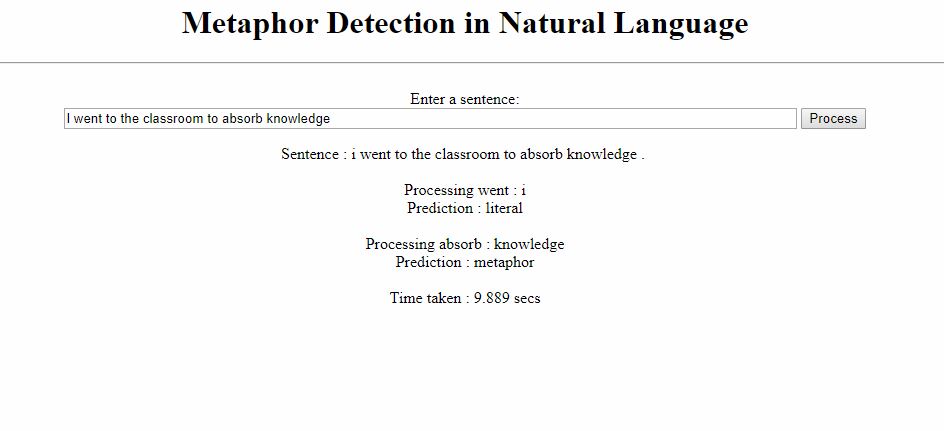 Metaphor Detection in Natural Language
Enter a sentence:
I went to the classroom to absorb knowledge Process
Sentence : i went to the classroom to absorb knowledge .
Processing went : i
Prediction : literal
Processing absorb : knowledge
Prediction : metaphor
Time taken : 9.889 secs